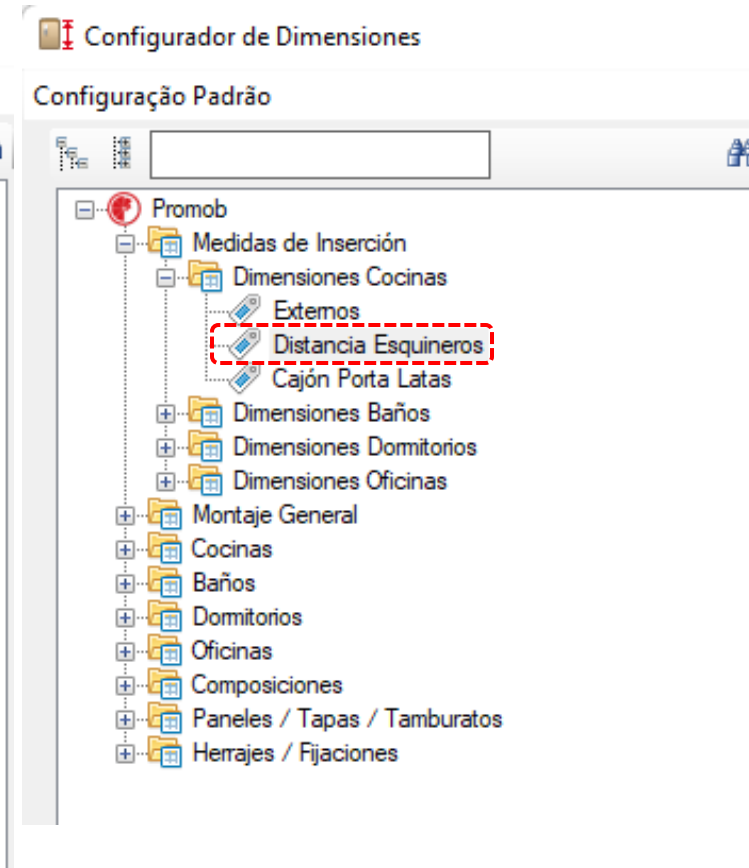 Configurador de Dimensiones
Configuração Padrão
Promob
Medidas de Inserción
Dimensiones Cocinas
Externos
Distancia Esquineros
Cajón Porta Latas
Dimensiones Baños
Dimensiones Dormitorios
Dimensiones Oficinas
Montaje General
Cocinas
Baños
Dormitorios
Oficinas
Composiciones
Paneles / Tapas / Tamburatos
Herrajes / Fijaciones